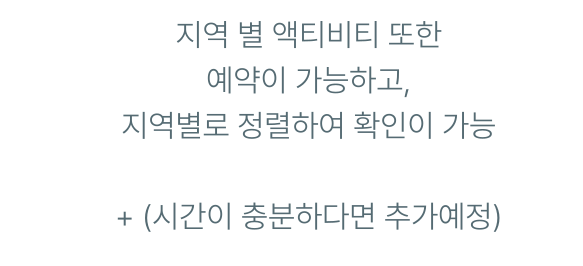 지역 별 액티비티 또한
예약이 가능하고,
지역별로 정렬하여 확인이 가능
+ (시간이 충분하다면 추가예정)